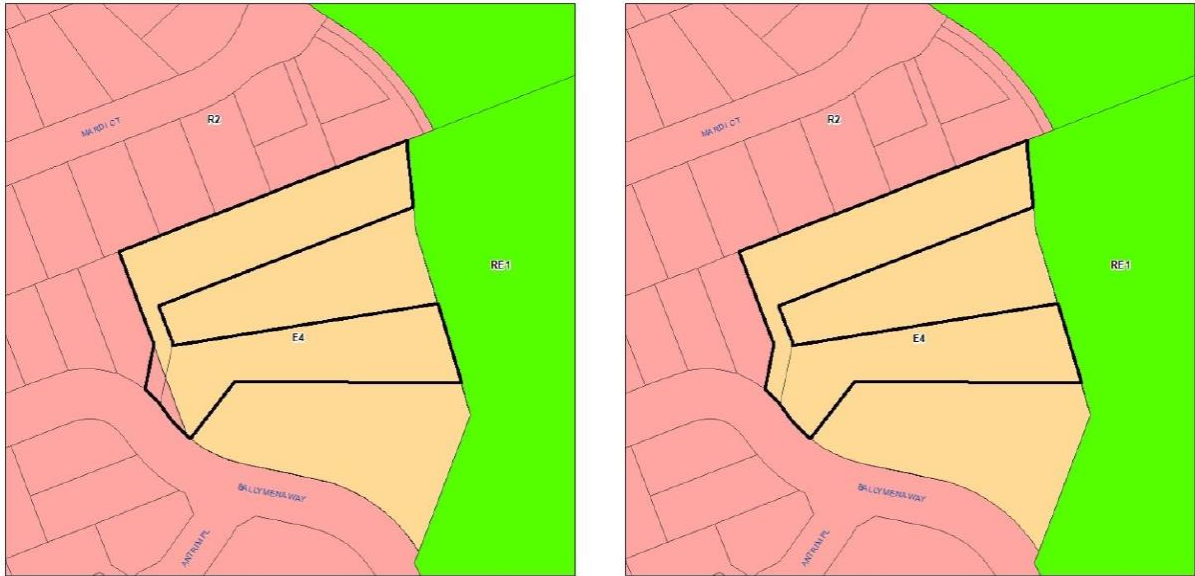 MARDI CT
R2
RE1
E4
BALLYMENA WAY
ANTRIM PL
MARDI CT
R2
RE1
E4
BALLYMENA WAY
ANTRIM PL